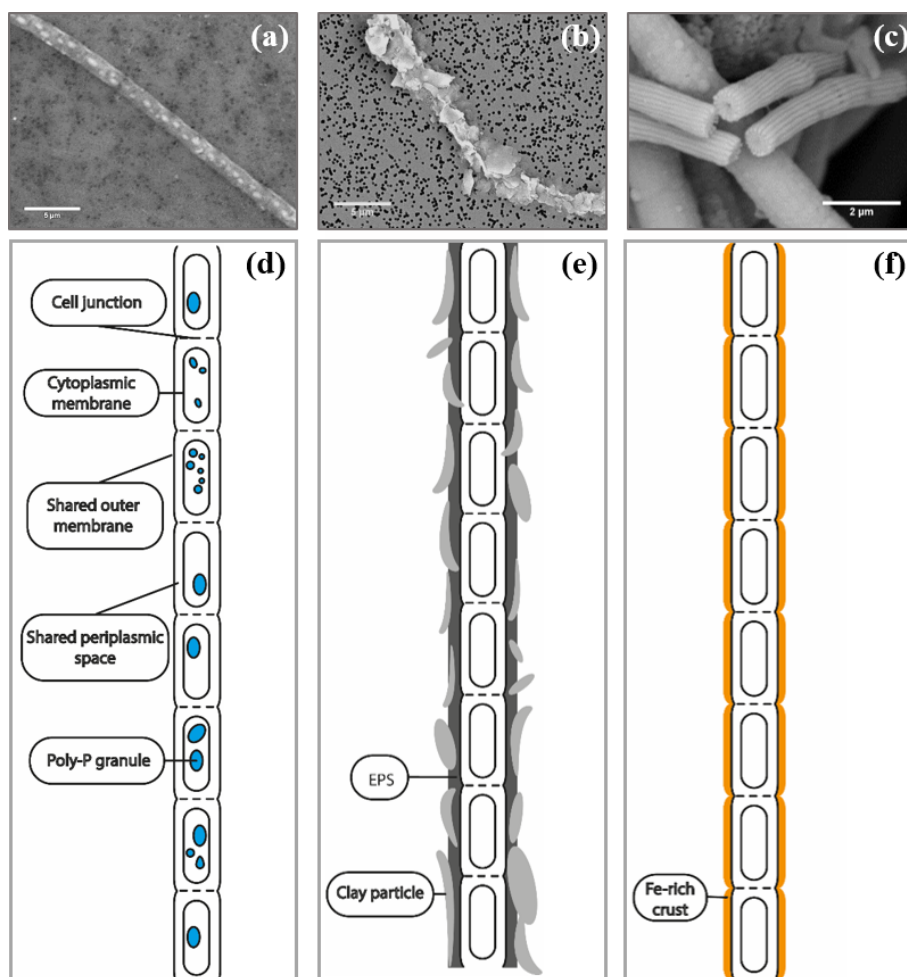 (a)
5 µm
(b)
5 µm
(c)
2 µm
(d)
Cell junction
Cytoplasmic
membrane
Shared outer
membrane
Shared periplasmic
space
Poly-P granule
(e)
EPS
Clay particle
(f)
Fe-rich
crust